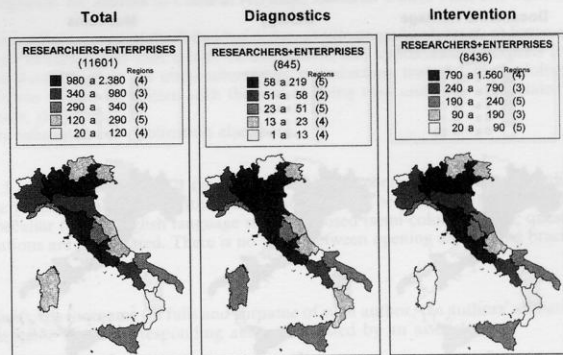 Total
RESEARCHERS+ENTERPRISES
(11601)
Regions
980 a 2.380 (4)
340 a 980 (3)
290 a 340 (4)
120 a 290 (5)
20 a 120 (4)
Diagnostics
RESEARCHERS+ENTERPRISES
(845)
Regions
58 a 219 (5)
51 a 58 (2)
23 a 51 (5)
13 a 23 (4)
1 a 13 (4)
Intervention
RESEARCHERS+ENTERPRISES
(8436)
Regions
790 a 1.560 (4)
240 a 790 (3)
190 a 240 (5)
90 a 190 (3)
20 a 90 (5)